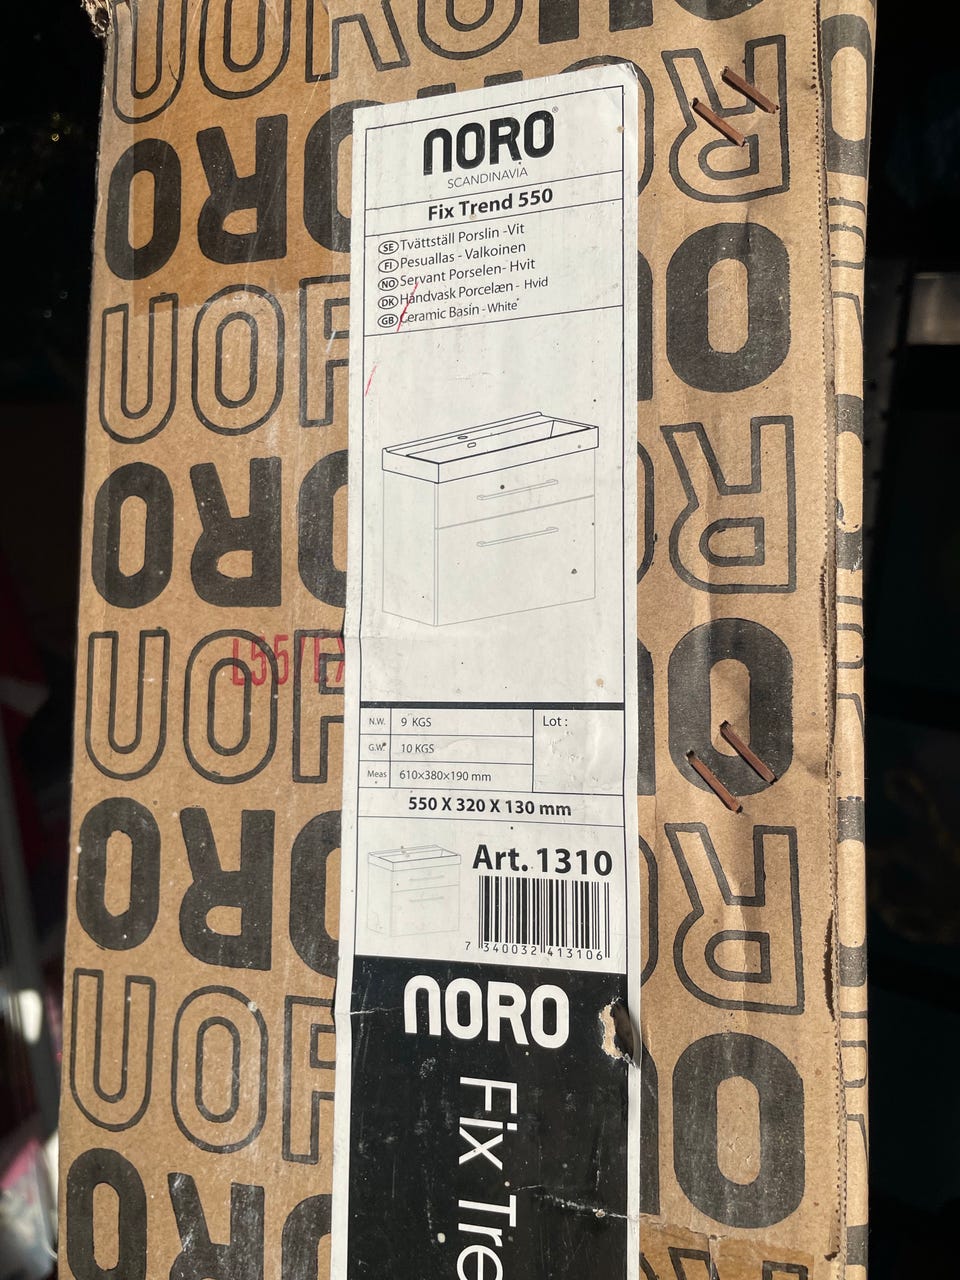 NORO®
SCANDINAVIA
Fix Trend 550
SE Tvättställ Porslin -Vit
FI Pesuallas - Valkoinen
NO Servant Porselen- Hvit
DK Håndvask Porcelæn - Hvid
GB Ceramic Basin - White
L55/F
N.W. 9 KGS
Lot :
G.W. 10 KGS
Meas 610×380×190 mm
550 X 320 X 130 mm
Art. 1310
7 340032 413106
NORO
Fix Tre